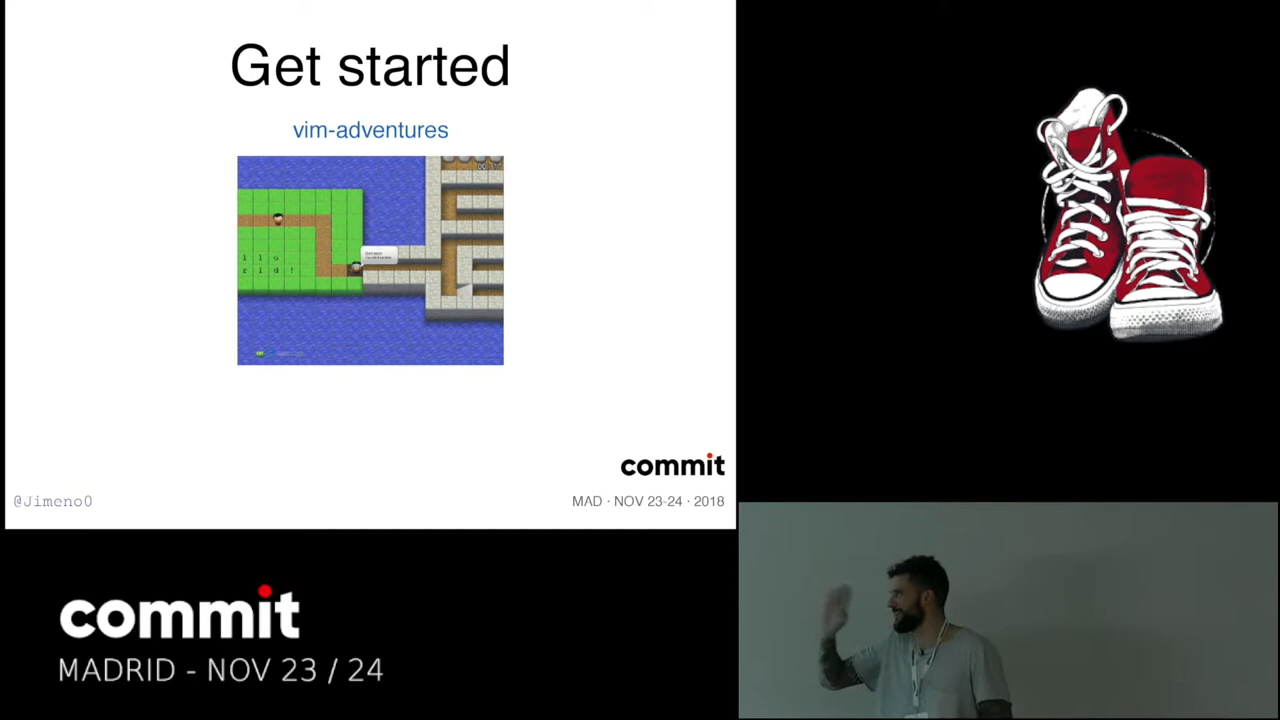 Get started
vim-adventures
l l o
r l d !
commit
@Jimeno0
MAD · NOV 23-24 · 2018
commit
MADRID - NOV 23 / 24